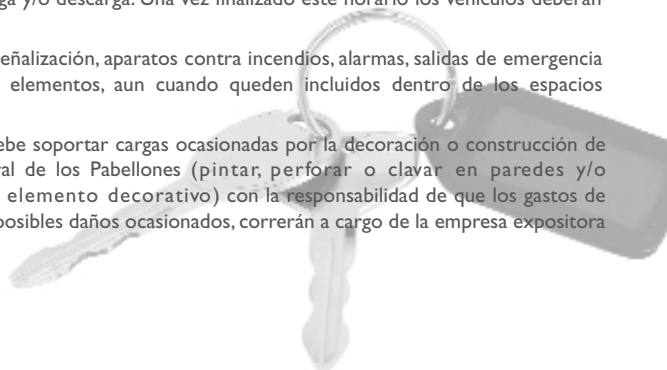 ga y/o descarga. Una vez finalizado este horario los vehículos deberán
eñalización, aparatos contra incendios, alarmas, salidas de emergencia
elementos, aun cuando queden incluidos dentro de los espacios
ebe soportar cargas ocasionadas por la decoración o construcción de
al de los Pabellones (pintar, perforar o clavar en paredes y/o
elemento decorativo) con la responsabilidad de que los gastos de
posibles daños ocasionados, correrán a cargo de la empresa expositora